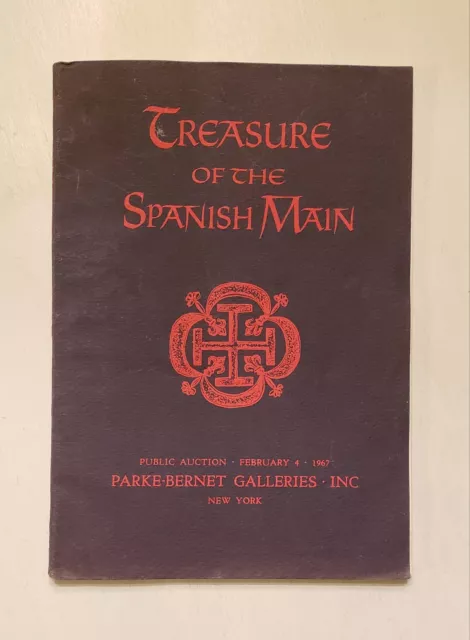 TREASURE
OF THE
SPANISH MAIN
PUBLIC AUCTION · FEBRUARY 4 · 1967
PARKE-BERNET GALLERIES · INC
NEW YORK